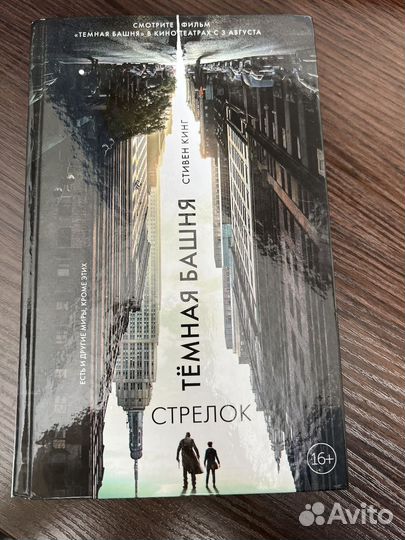 СМОТРИТЕ ФИЛЬМ
«ТЕМНАЯ БАШНЯ» В КИНОТЕАТРАХ С 3 АВГУСТА
СТИВЕН КИНГ
ТЁМНАЯ БАШНЯ
ЕСТЬ И ДРУГИЕ МИРЫ, КРОМЕ ЭТИХ
СТРЕЛОК
16+
Avito